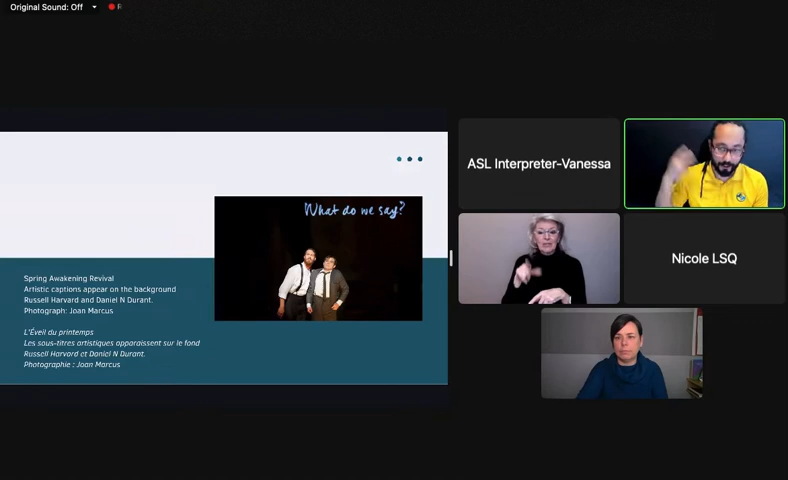 Original Sound: Off
What do we say?
Spring Awakening Revival
Artistic captions appear on the background
Russell Harvard and Daniel N Durant.
Photograph: Joan Marcus
L'Éveil du printemps
Les sous-titres artistiques apparaissent sur le fond
Russell Harvard et Daniel N Durant.
Photographie : Joan Marcus
ASL Interpreter-Vanessa
Nicole LSQ